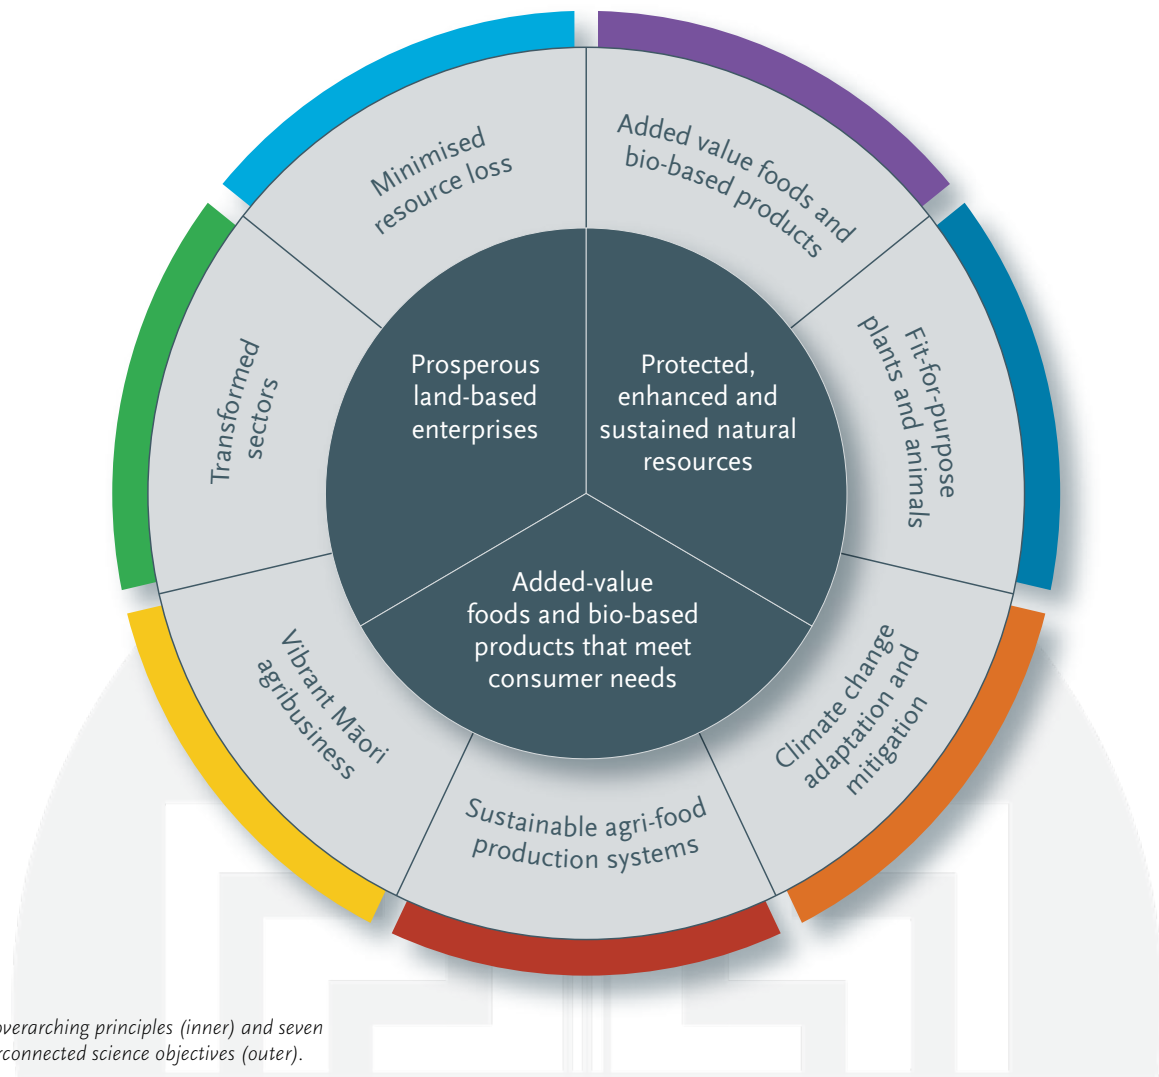 Minimised
resource loss
Added value foods and
bio-based products
Fit-for-purpose
plants and animals
Climate change
adaptation and
mitigation
Sustainable agri-food
production systems
Vibrant Māori
agribusiness
Transformed
sectors
Prosperous
land-based
enterprises
Protected,
enhanced and
sustained natural
resources
Added-value
foods and bio-based
products that meet
consumer needs
overarching principles (inner) and seven
science objectives (outer).